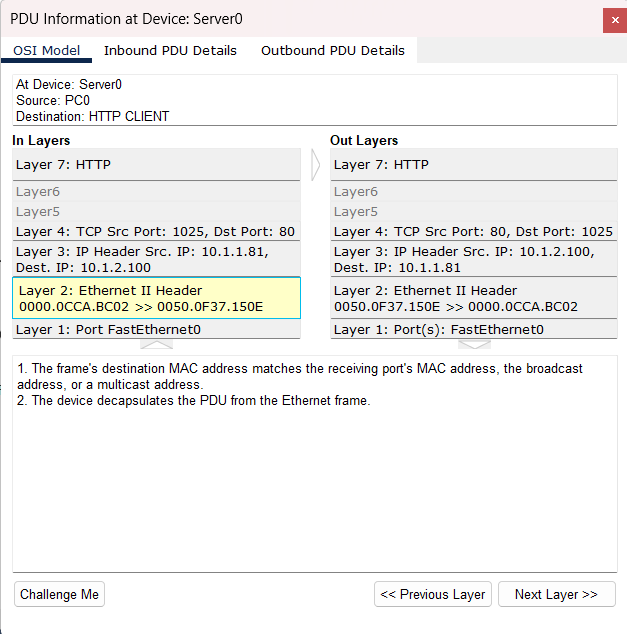 PDU Information at Device: Server0
×
OSI Model Inbound PDU Details Outbound PDU Details
At Device: Server0
Source: PC0
Destination: HTTP CLIENT
In Layers
Layer 7: HTTP
Layer6
Layer5
Layer 4: TCP Src Port: 1025, Dst Port: 80
Layer 3: IP Header Src. IP: 10.1.1.81,
Dest. IP: 10.1.2.100
Layer 2: Ethernet II Header
0000.0CCA.BC02 >> 0050.0F37.150E
Layer 1: Port FastEthernet0
Out Layers
Layer 7: HTTP
Layer6
Layer5
Layer 4: TCP Src Port: 80, Dst Port: 1025
Layer 3: IP Header Src. IP: 10.1.2.100,
Dest. IP: 10.1.1.81
Layer 2: Ethernet II Header
0050.0F37.150E >> 0000.0CCA.BC02
Layer 1: Port(s): FastEthernet0
1. The frame's destination MAC address matches the receiving port's MAC address, the broadcast
address, or a multicast address.
2. The device decapsulates the PDU from the Ethernet frame.
Challenge Me
<< Previous Layer
Next Layer >>